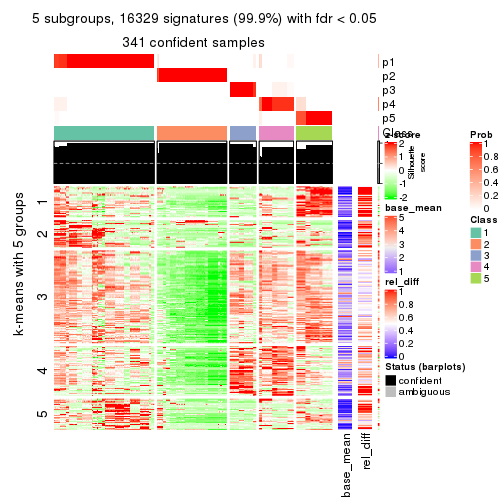 5 subgroups, 16329 signatures (99.9%) with fdr < 0.05
341 confident samples
p1
p2
p3
p4
p5
Class
z-score
2
1
0
-1
-2
Silhouette
score
Prob
1
0.8
0.6
0.4
0.2
0
Class
1
2
3
4
5
base_mean
5
4
3
2
1
rel_diff
1
0.8
0.6
0.4
0.2
0
Status (barplots)
confident
ambiguous
k-means with 5 groups
1
2
3
4
5
base_mean
rel_diff